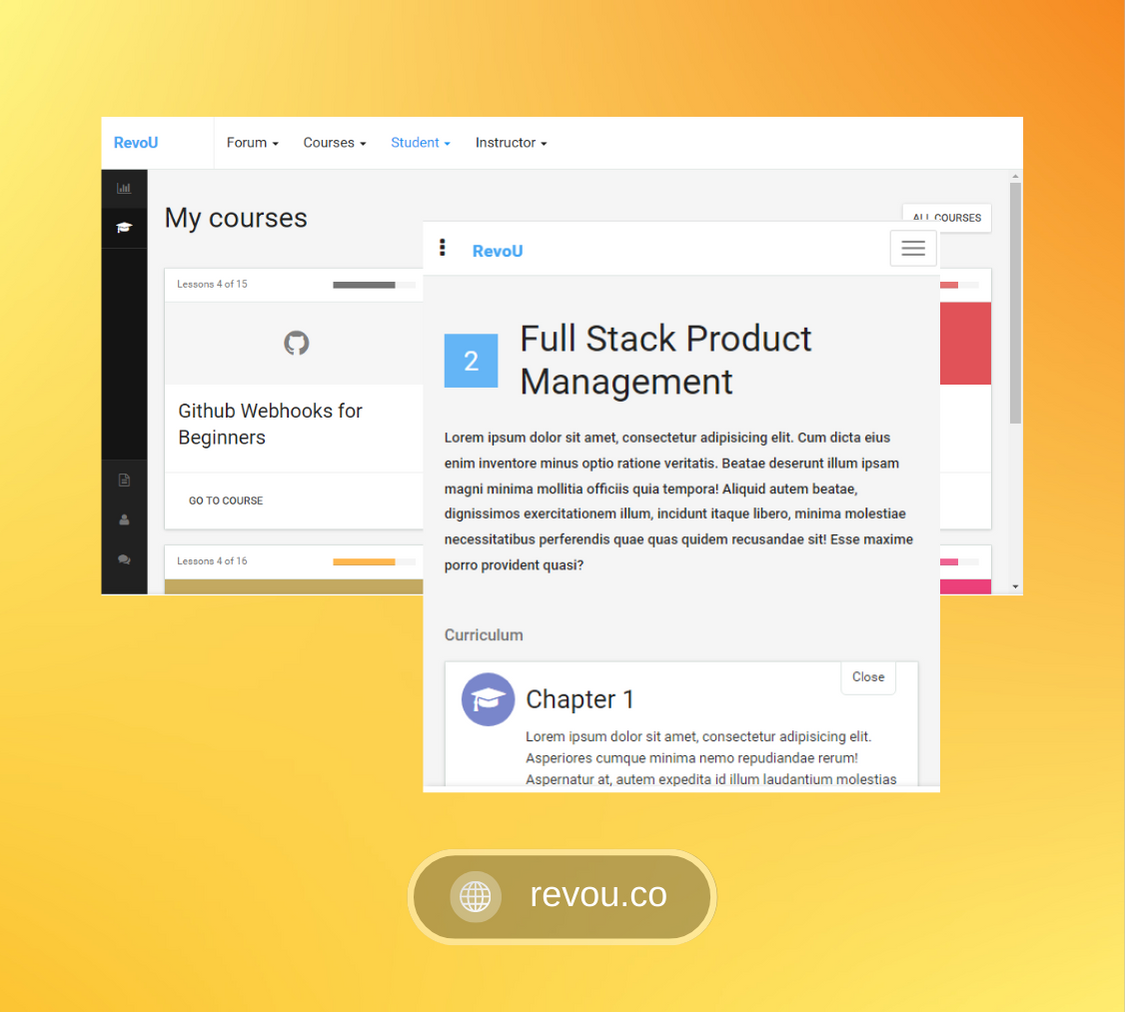 RevoU
Forum
Courses
Student
Instructor
My courses
ALL COURSES
Lessons 4 of 15
Github Webhooks for
Beginners
GO TO COURSE
Lessons 4 of 16
RevoU
2
Full Stack Product
Management
Lorem ipsum dolor sit amet, consectetur adipisicing elit. Cum dicta eius
enim inventore minus optio ratione veritatis. Beatae deserunt illum ipsam
magni minima mollitia officiis quia tempora! Aliquid autem beatae,
dignissimos exercitationem illum, incidunt itaque libero, minima molestiae
necessitatibus perferendis quae quas quidem recusandae sit! Esse maxime
porro provident quasi?
Curriculum
Close
Chapter 1
Lorem ipsum dolor sit amet, consectetur adipisicing elit.
Asperiores cumque minima nemo repudiandae rerum!
Aspernatur at, autem expedita id illum laudantium molestias
revou.co